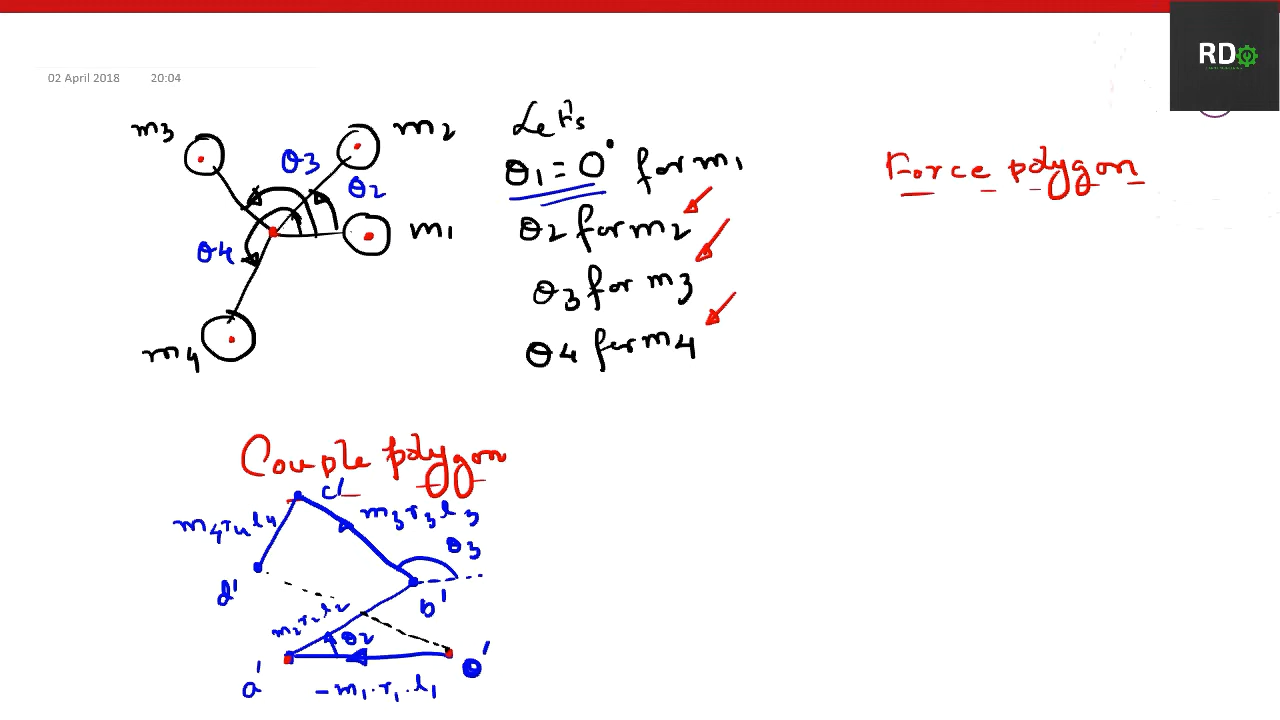 RD
02 April 2018 20:04
m3
m2
θ3
θ2
m1
θ4
m4
Let's
θ1 = 0° for m1
θ2 for m2
θ3 for m3
θ4 for m4
Force polygon
Couple polygon
c'
m4r4l4
m3r3l3
θ3
d'
b'
m2r2l2
θ2
a'
o'
-m1.r1.l1